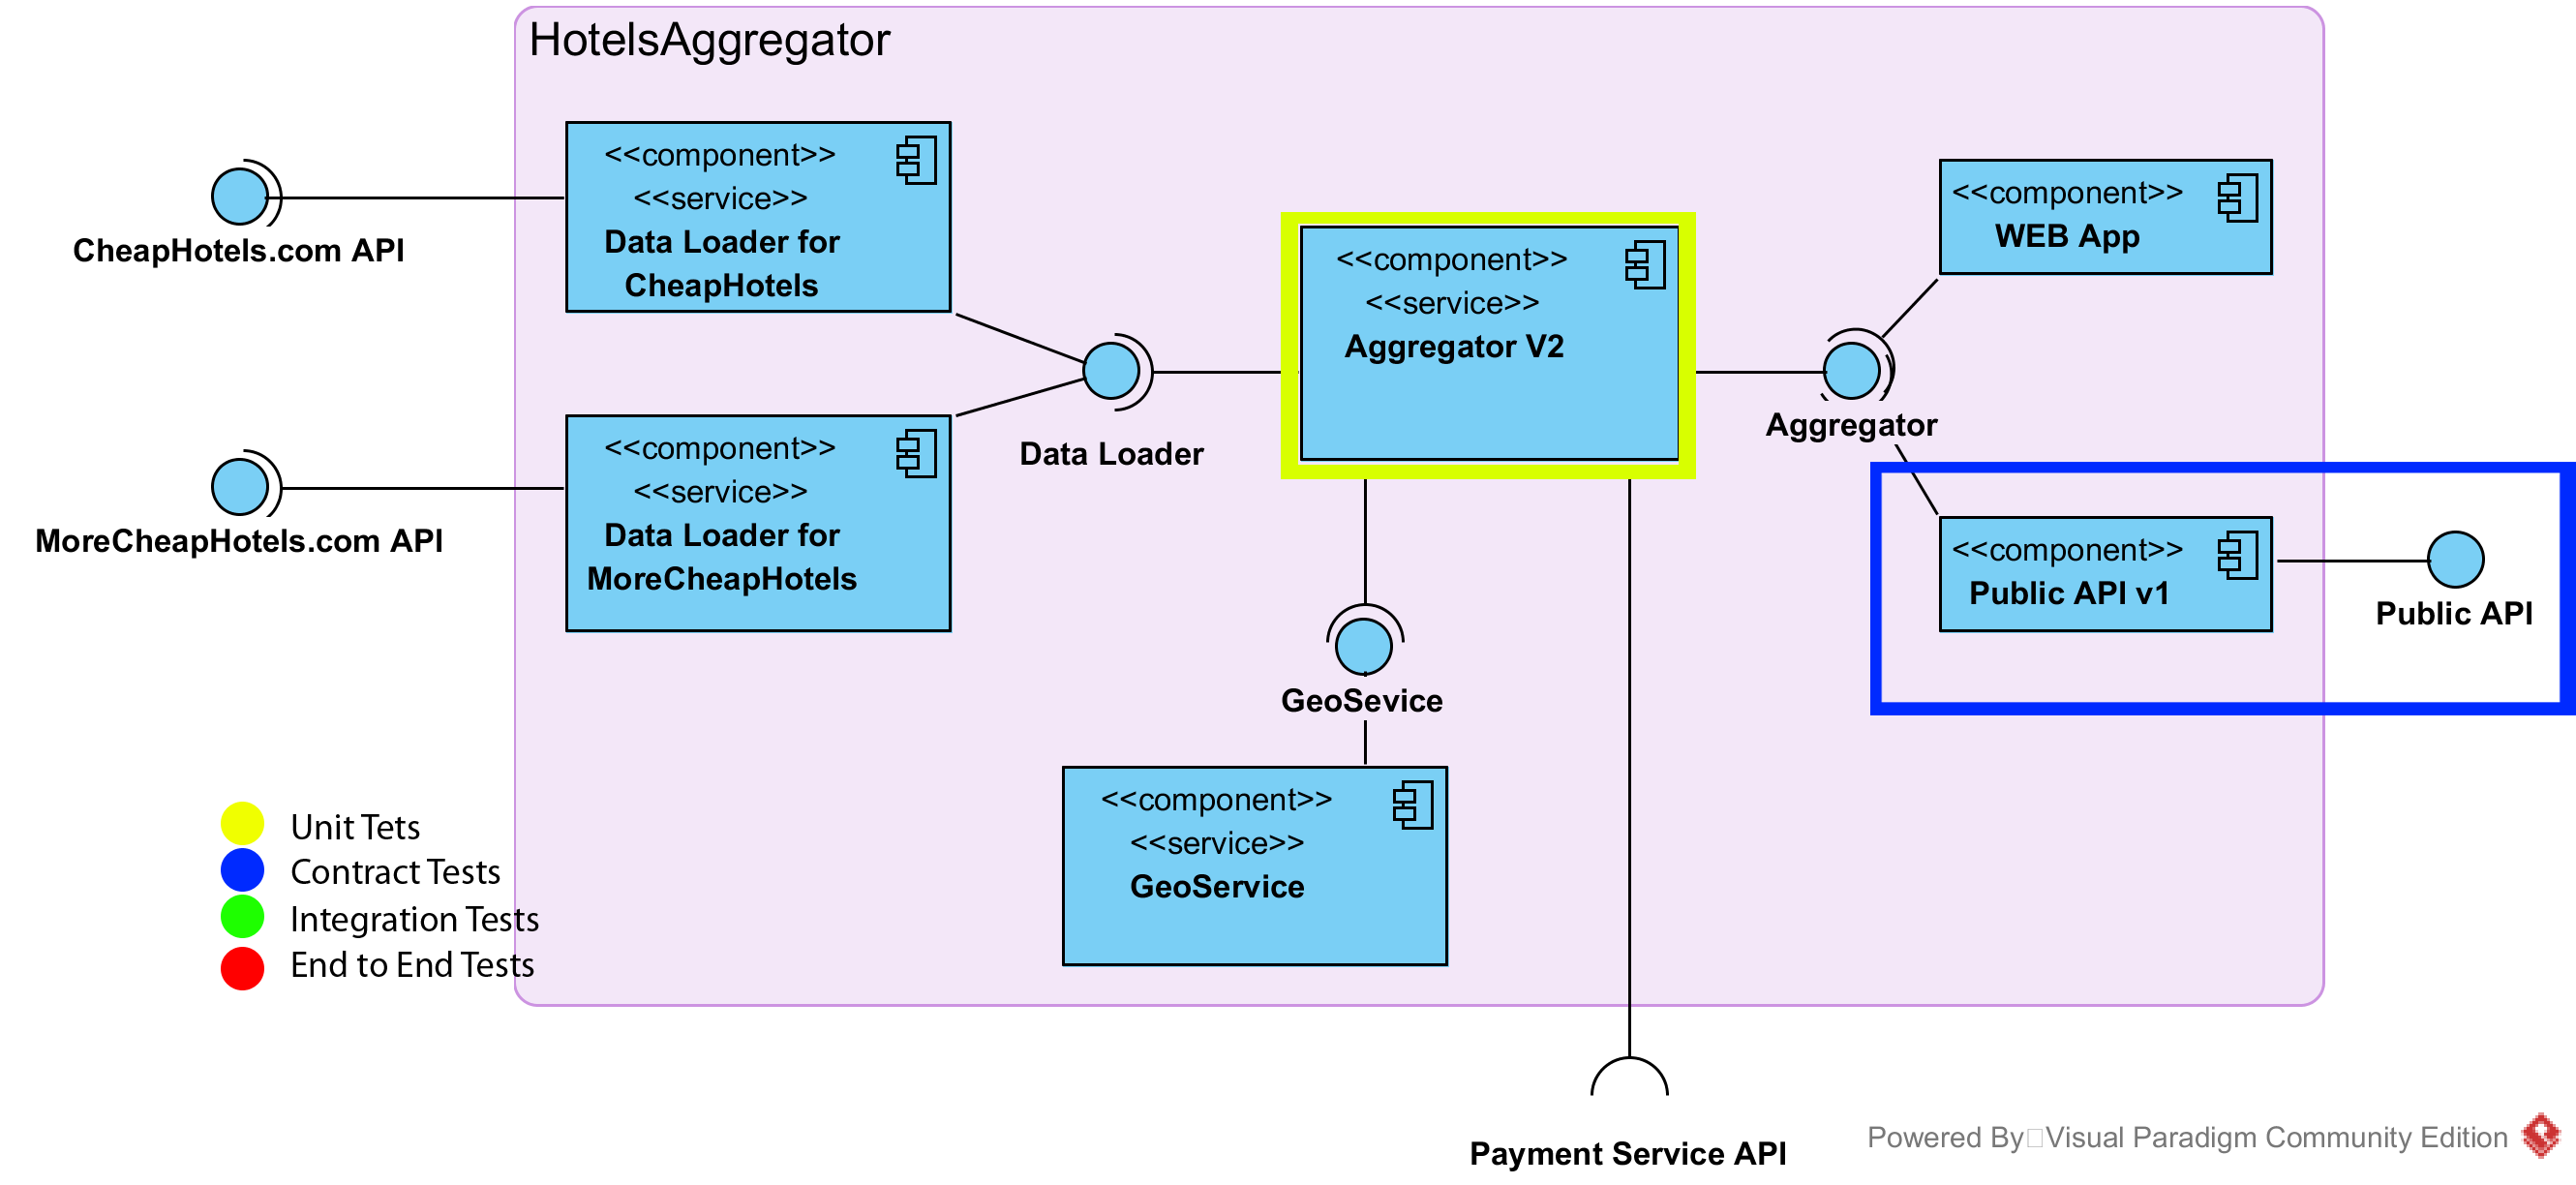 HotelsAggregator
<<component>>
<<service>>
Data Loader for
CheapHotels
CheapHotels.com API
<<component>>
<<service>>
Data Loader for
MoreCheapHotels
MoreCheapHotels.com API
Data Loader
<<component>>
<<service>>
Aggregator V2
<<component>>
WEB App
Aggregator
<<component>>
Public API v1
Public API
GeoSevice
<<component>>
<<service>>
GeoService
Unit Tets
Contract Tests
Integration Tests
End to End Tests
Payment Service API
Powered By Visual Paradigm Community Edition